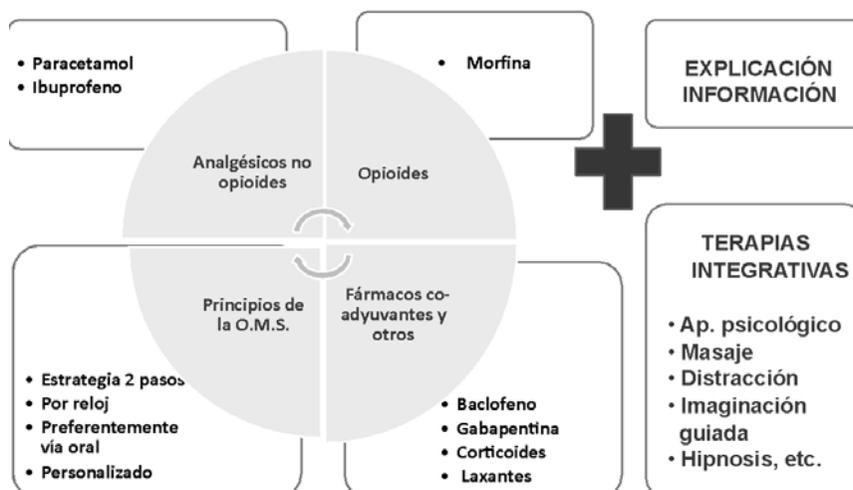 • Paracetamol
• Ibuprofeno
Analgésicos no
opioides
• Morfina
Opioides
EXPLICACIÓN
INFORMACIÓN
Principios de
la O.M.S.
• Estrategia 2 pasos
• Por reloj
• Preferentemente
vía oral
• Personalizado
Fármacos co-
adyuvantes y
otros
• Baclofeno
• Gabapentina
• Corticoides
• Laxantes
TERAPIAS
INTEGRATIVAS
• Ap. psicológico
• Masaje
• Distracción
• Imaginación
guiada
• Hipnosis, etc.